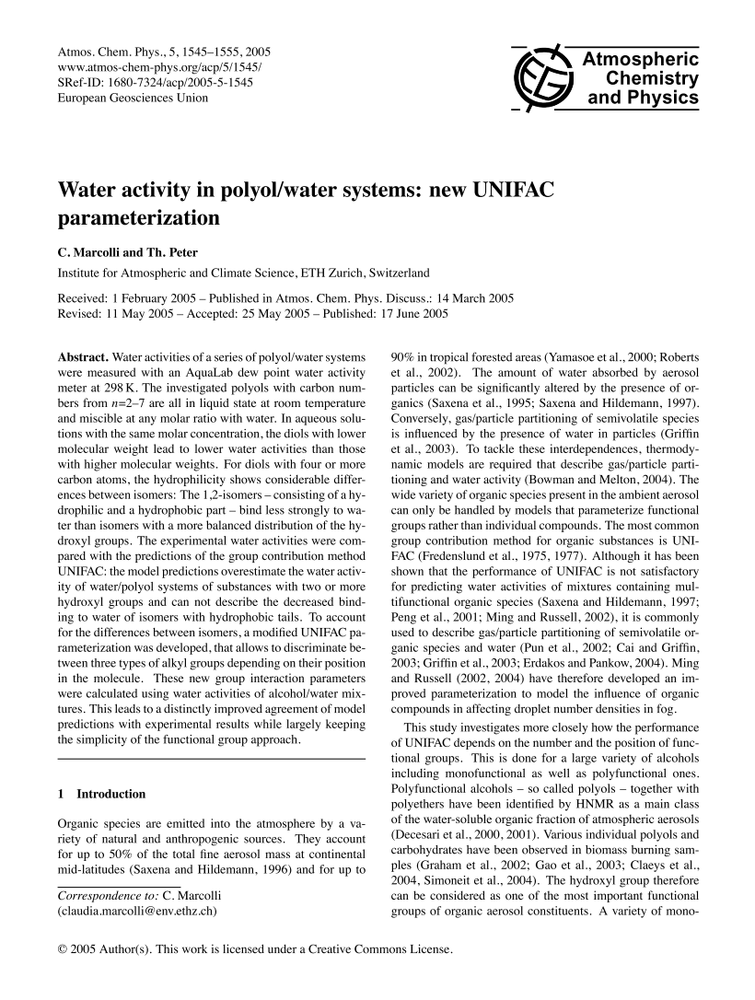 Atmos. Chem. Phys., 5, 1545–1555, 2005
www.atmos-chem-phys.org/acp/5/1545/
SRef-ID: 1680-7324/acp/2005-5-1545
European Geosciences Union
EGU
Atmospheric
Chemistry
and Physics
Water activity in polyol/water systems: new UNIFAC
parameterization
C. Marcolli and Th. Peter
Institute for Atmospheric and Climate Science, ETH Zurich, Switzerland
Received: 1 February 2005 – Published in Atmos. Chem. Phys. Discuss.: 14 March 2005
Revised: 11 May 2005 – Accepted: 25 May 2005 – Published: 17 June 2005
Abstract. Water activities of a series of polyol/water systems
were measured with an AquaLab dew point water activity
meter at 298 K. The investigated polyols with carbon num-
bers from n=2–7 are all in liquid state at room temperature
and miscible at any molar ratio with water. In aqueous solu-
tions with the same molar concentration, the diols with lower
molecular weight lead to lower water activities than those
with higher molecular weights. For diols with four or more
carbon atoms, the hydrophilicity shows considerable differ-
ences between isomers: The 1,2-isomers – consisting of a hy-
drophilic and a hydrophobic part – bind less strongly to wa-
ter than isomers with a more balanced distribution of the hy-
droxyl groups. The experimental water activities were com-
pared with the predictions of the group contribution method
UNIFAC: the model predictions overestimate the water activ-
ity of water/polyol systems of substances with two or more
hydroxyl groups and can not describe the decreased bind-
ing to water of isomers with hydrophobic tails. To account
for the differences between isomers, a modified UNIFAC pa-
rameterization was developed, that allows to discriminate be-
tween three types of alkyl groups depending on their position
in the molecule. These new group interaction parameters
were calculated using water activities of alcohol/water mix-
tures. This leads to a distinctly improved agreement of model
predictions with experimental results while largely keeping
the simplicity of the functional group approach.
1 Introduction
Organic species are emitted into the atmosphere by a va-
riety of natural and anthropogenic sources. They account
for up to 50% of the total fine aerosol mass at continental
mid-latitudes (Saxena and Hildemann, 1996) and for up to
Correspondence to: C. Marcolli
(claudia.marcolli@env.ethz.ch)
90% in tropical forested areas (Yamasoe et al., 2000; Roberts
et al., 2002). The amount of water absorbed by aerosol
particles can be significantly altered by the presence of or-
ganics (Saxena et al., 1995; Saxena and Hildemann, 1997).
Conversely, gas/particle partitioning of semivolatile species
is influenced by the presence of water in particles (Griffin
et al., 2003). To tackle these interdependences, thermody-
namic models are required that describe gas/particle parti-
tioning and water activity (Bowman and Melton, 2004). The
wide variety of organic species present in the ambient aerosol
can only be handled by models that parameterize functional
groups rather than individual compounds. The most common
group contribution method for organic substances is UNI-
FAC (Fredenslund et al., 1975, 1977). Although it has been
shown that the performance of UNIFAC is not satisfactory
for predicting water activities of mixtures containing mul-
tifunctional organic species (Saxena and Hildemann, 1997;
Peng et al., 2001; Ming and Russell, 2002), it is commonly
used to describe gas/particle partitioning of semivolatile or-
ganic species and water (Pun et al., 2002; Cai and Griffin,
2003; Griffin et al., 2003; Erdakos and Pankow, 2004). Ming
and Russell (2002, 2004) have therefore developed an im-
proved parameterization to model the influence of organic
compounds in affecting droplet number densities in fog.
This study investigates more closely how the performance
of UNIFAC depends on the number and the position of func-
tional groups. This is done for a large variety of alcohols
including monofunctional as well as polyfunctional ones.
Polyfunctional alcohols – so called polyols – together with
polyethers have been identified by HNMR as a main class
of the water-soluble organic fraction of atmospheric aerosols
(Decesari et al., 2000, 2001). Various individual polyols and
carbohydrates have been observed in biomass burning sam-
ples (Graham et al., 2002; Gao et al., 2003; Claeys et al.,
2004, Simoneit et al., 2004). The hydroxyl group therefore
can be considered as one of the most important functional
groups of organic aerosol constituents. A variety of mono-
© 2005 Author(s). This work is licensed under a Creative Commons License.